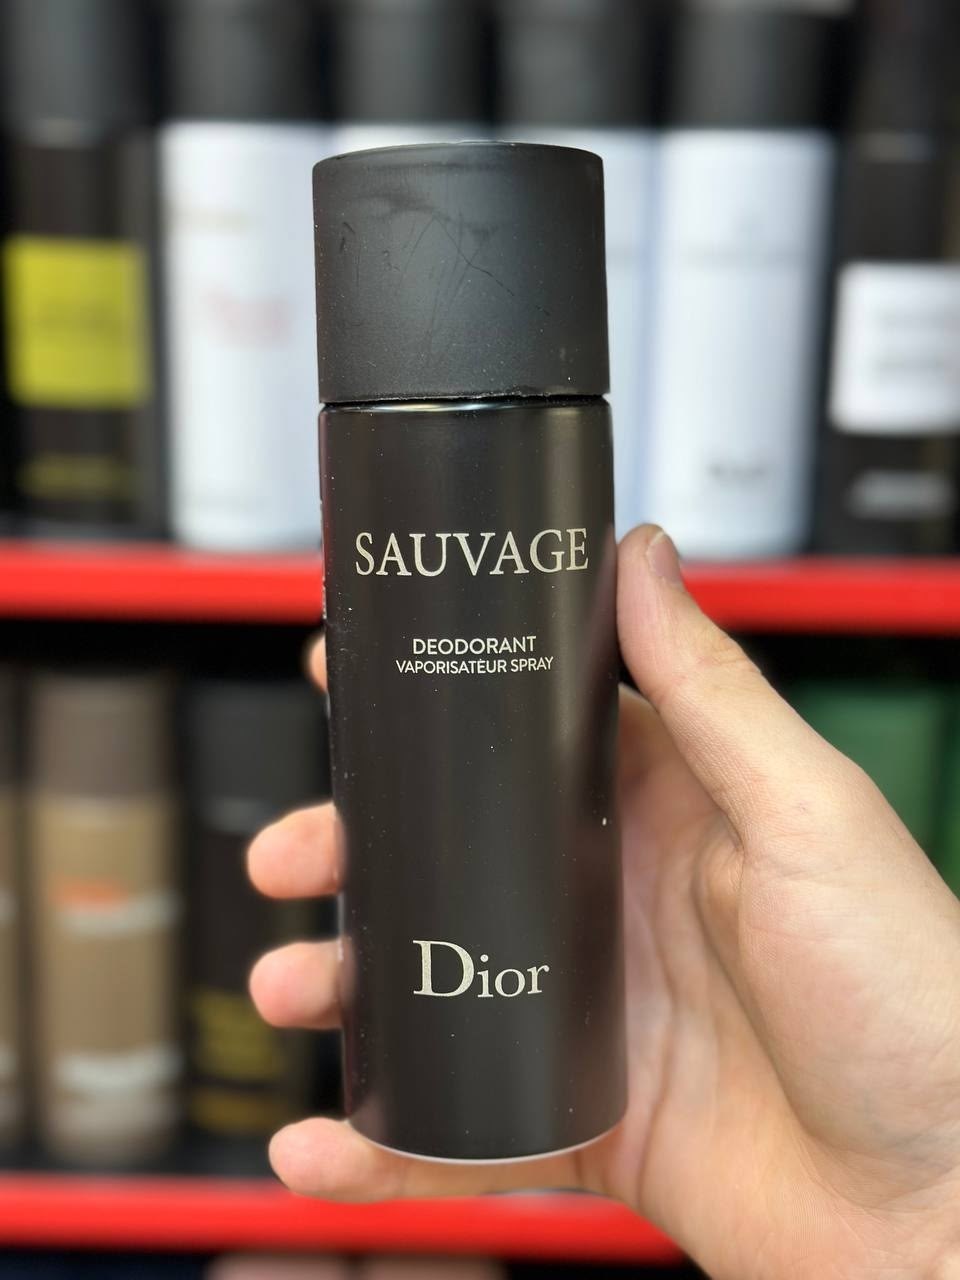 SAUVAGE
DEODORANT
VAPORISATEUR SPRAY
Dior